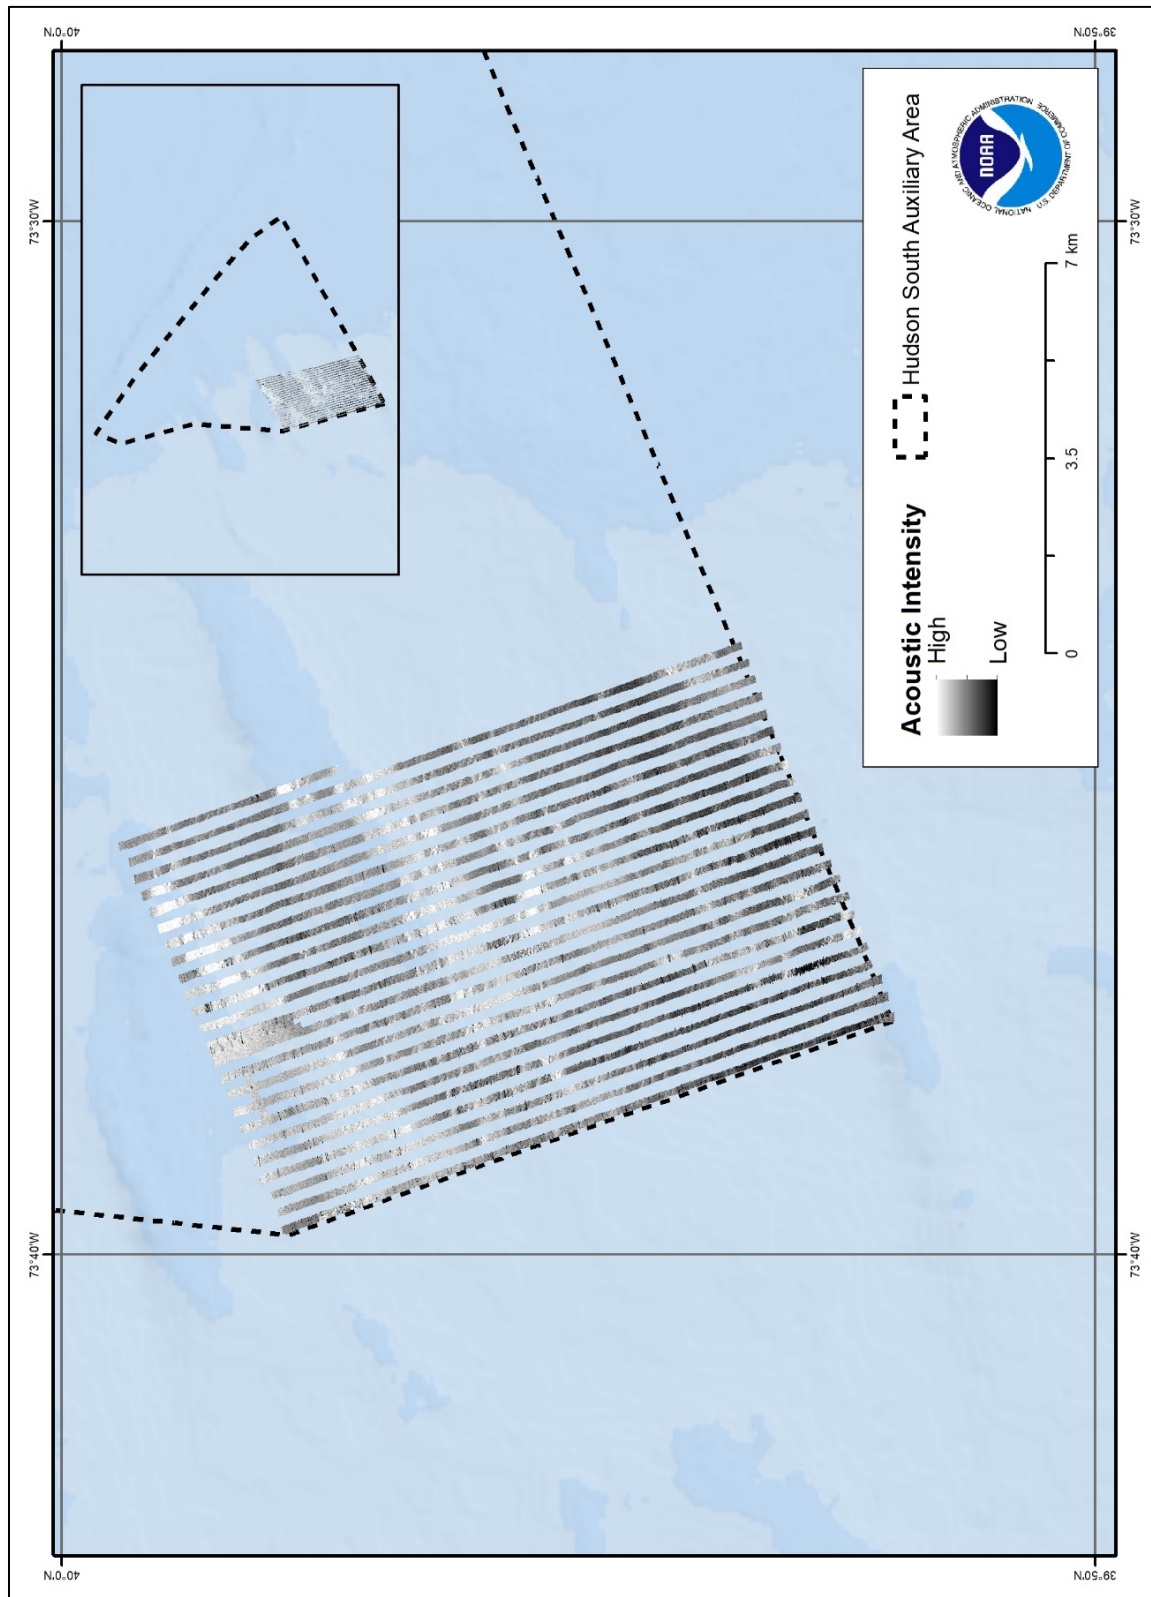 40°0'N
39°50'N
73°30'W
73°30'W
73°40'W
73°40'W
40°0'N
39°50'N
Acoustic Intensity
High
Low
Hudson South Auxiliary Area
0
3.5
7 km
NATIONAL OCEANIC AND ATMOSPHERIC ADMINISTRATION
NOAA
U.S. DEPARTMENT OF COMMERCE